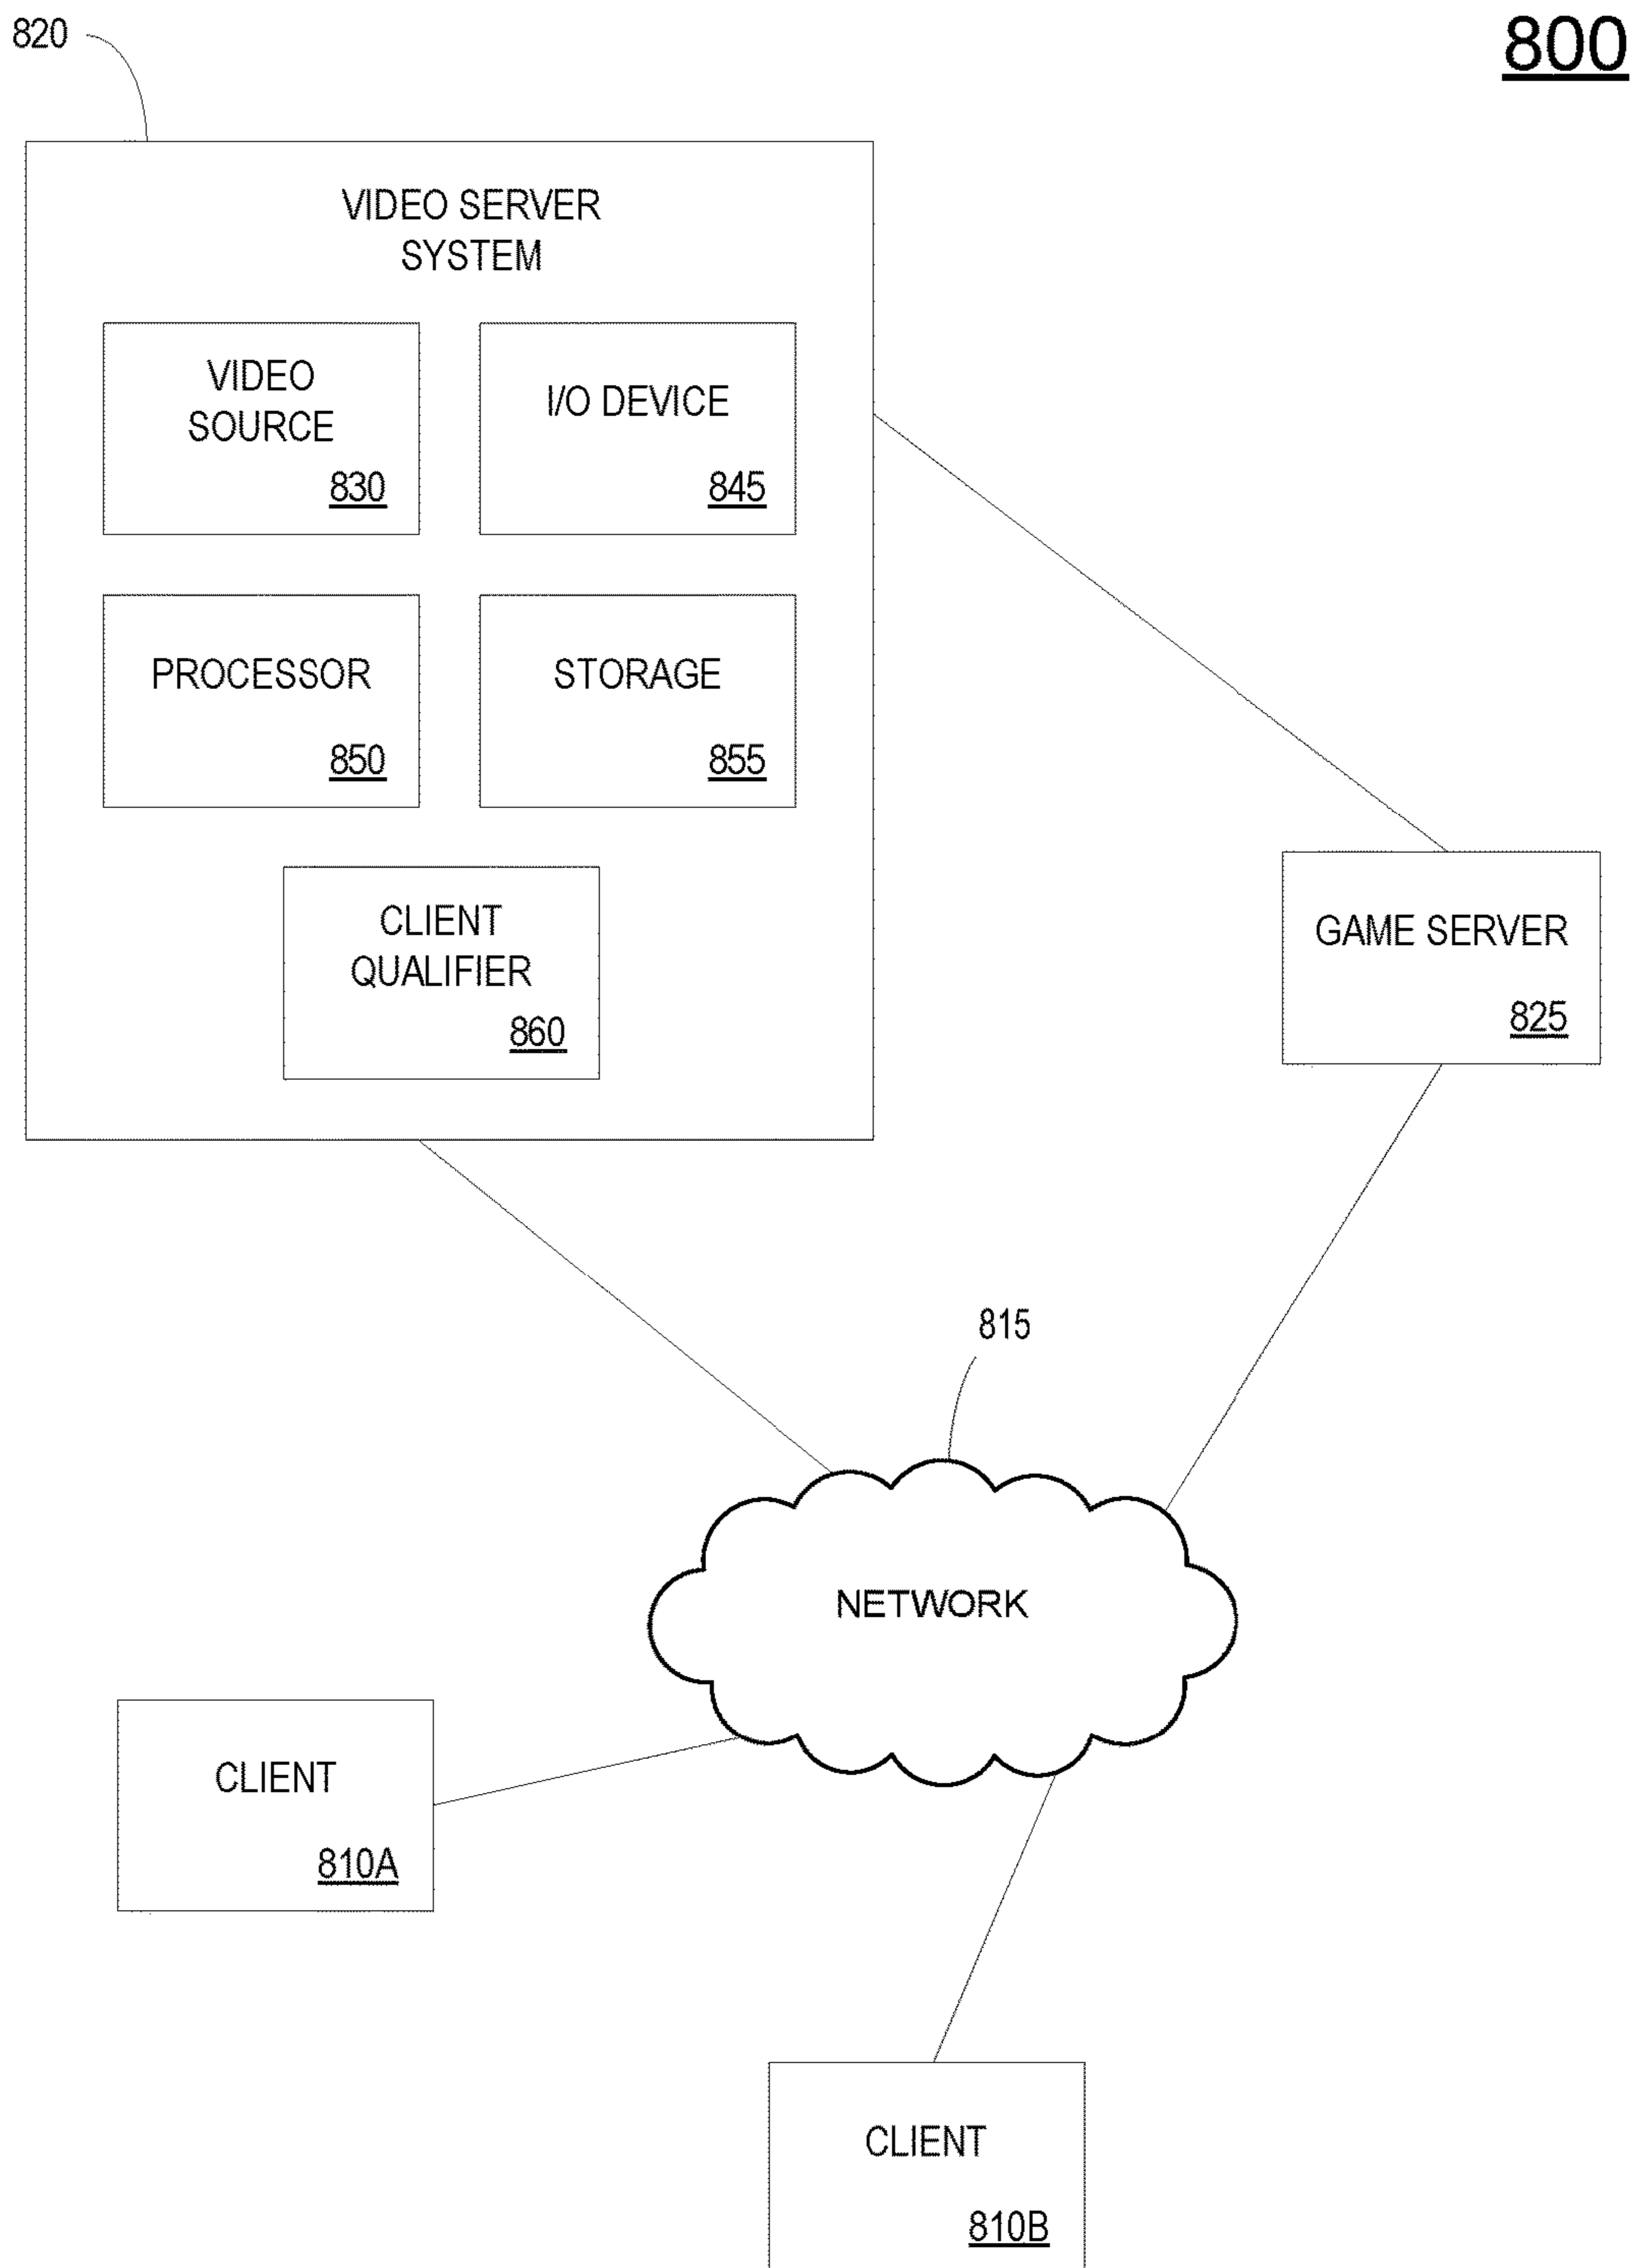 820
800
VIDEO SERVER
SYSTEM
VIDEO
SOURCE
830
I/O DEVICE
845
PROCESSOR
850
STORAGE
855
CLIENT
QUALIFIER
860
GAME SERVER
825
815
NETWORK
CLIENT
810A
CLIENT
810B